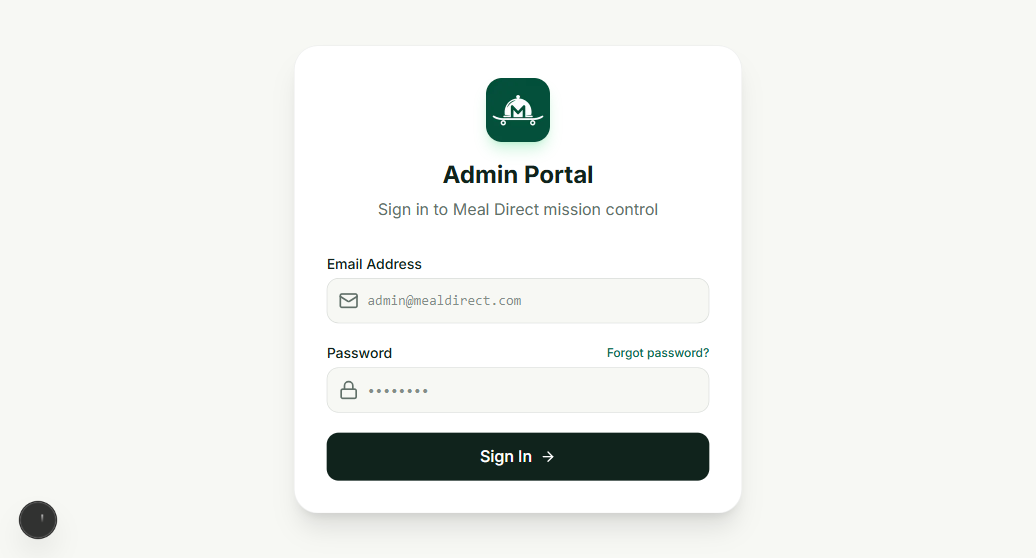 M
Admin Portal
Sign in to Meal Direct mission control
Email Address
admin@mealdirect.com
Password
Forgot password?
••••••••
Sign In →